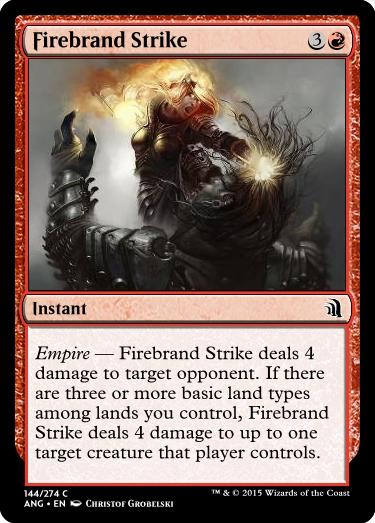 Firebrand Strike 3
Instant
Empire — Firebrand Strike deals 4
damage to target opponent. If there
are three or more basic land types
among lands you control, Firebrand
Strike deals 4 damage to up to one
target creature that player controls.
144/274 C
ANG • EN Christof Grobelski
™ & © 2015 Wizards of the Coast